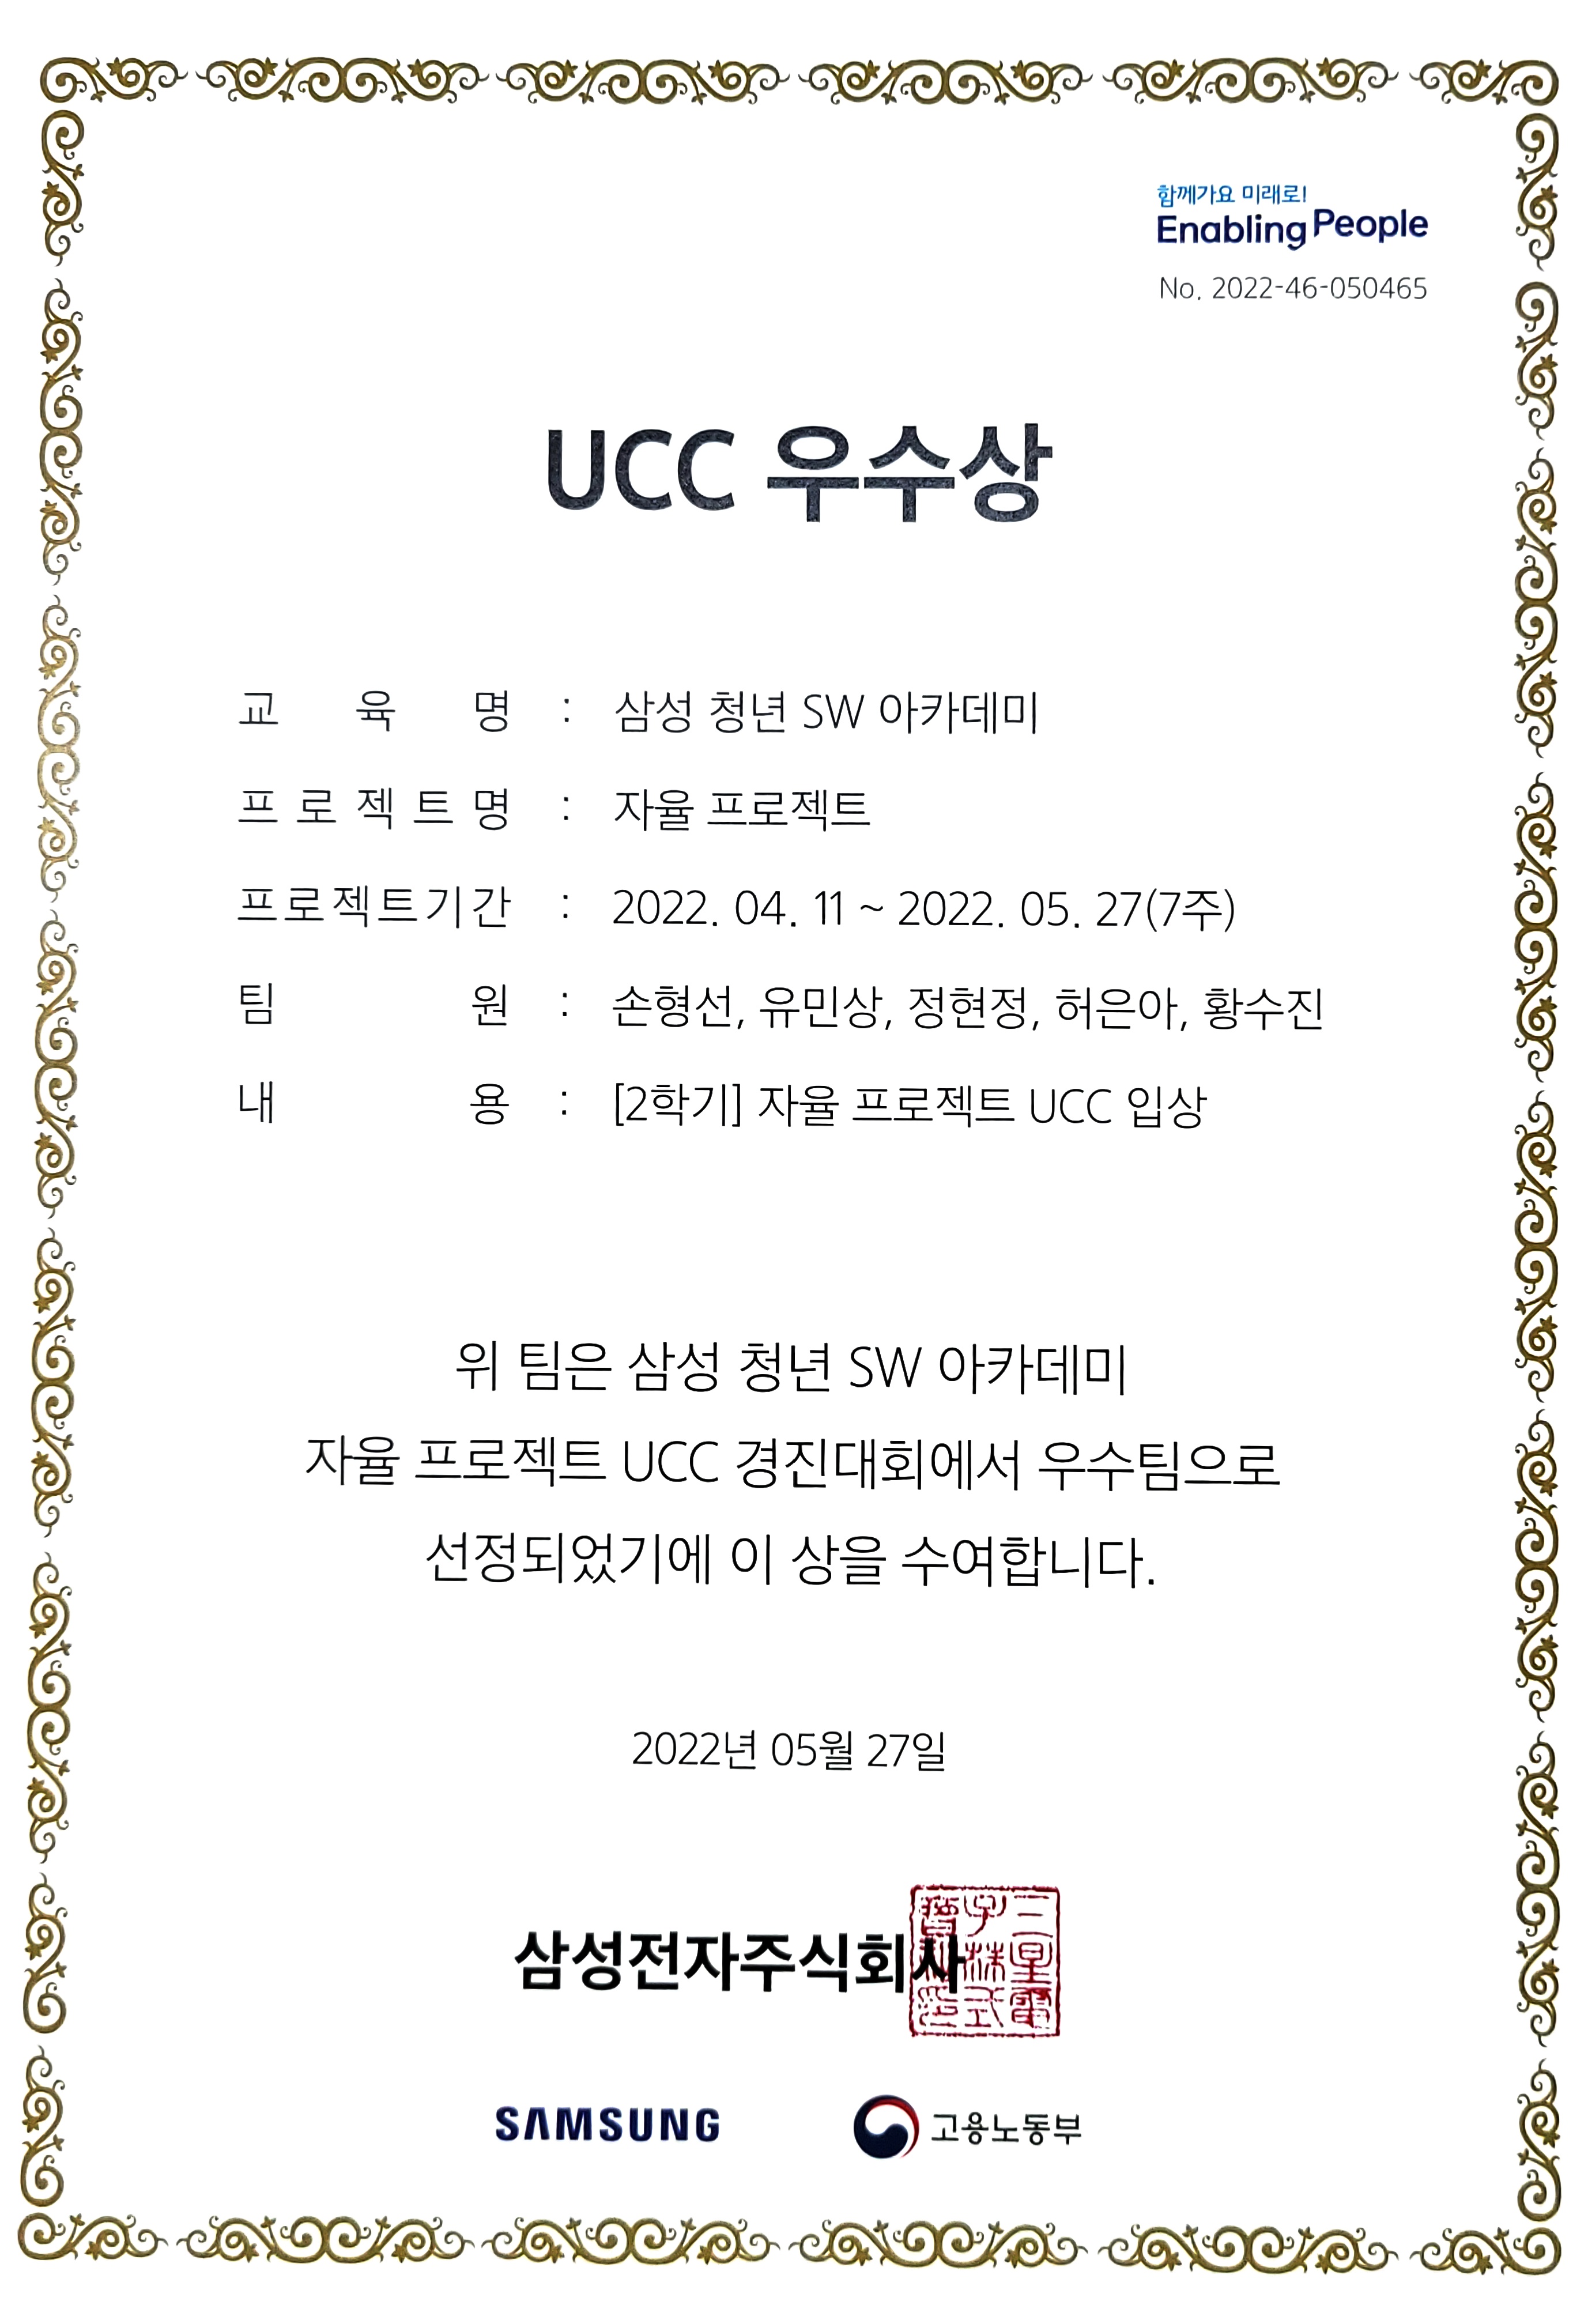 함께가요 미래로!
Enabling People
No. 2022-46-050465
UCC 우수상
교육명 : 삼성 청년 SW 아카데미
프로젝트명 : 자율 프로젝트
프로젝트기간 : 2022. 04. 11 ~ 2022. 05. 27(7주)
팀원 : 손형선, 유민상, 정현정, 허은아, 황수진
내용 : [2학기] 자율 프로젝트 UCC 입상
위 팀은 삼성 청년 SW 아카데미
자율 프로젝트 UCC 경진대회에서 우수팀으로
선정되었기에 이 상을 수여합니다.
2022년 05월 27일
삼성전자주식회사
SAMSUNG 고용노동부